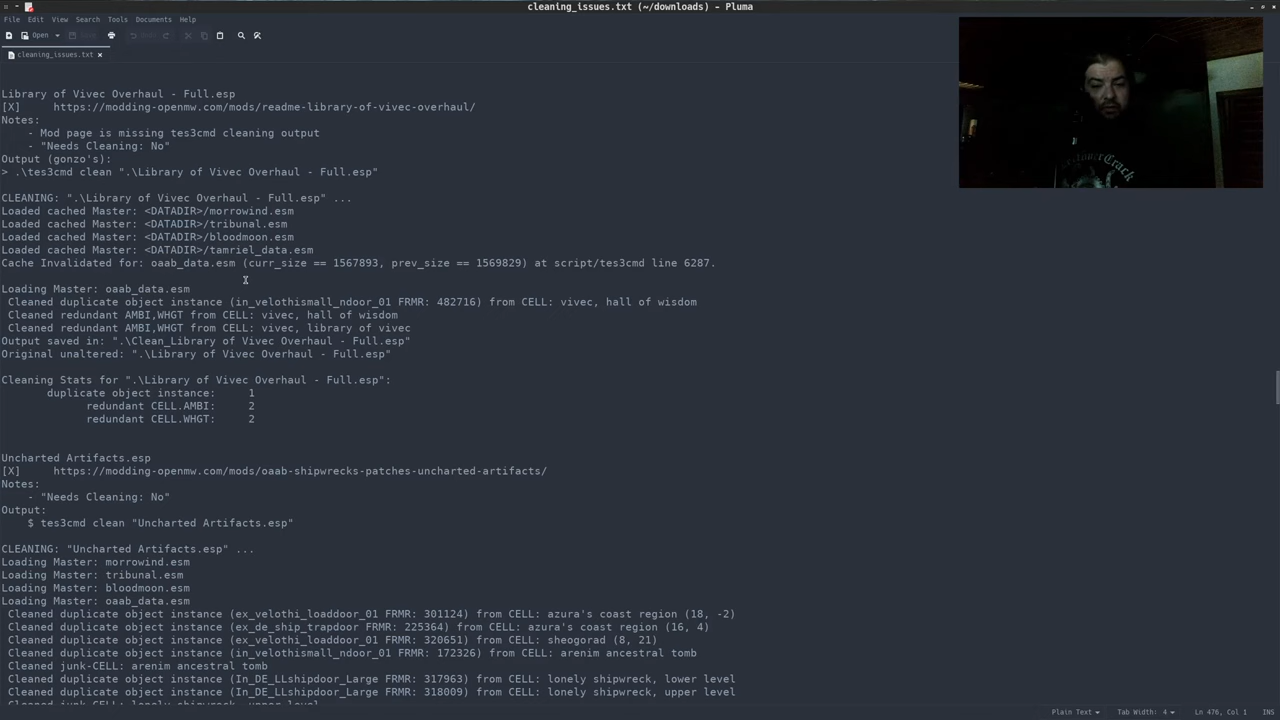 cleaning_issues.txt (~/downloads) - Pluma
File Edit View Search Tools Documents Help
Open Save Undo
cleaning_issues.txt
Library of Vivec Overhaul - Full.esp
[X] https://modding-openmw.com/mods/readme-library-of-vivec-overhaul/
Notes:
- Mod page is missing tes3cmd cleaning output
- "Needs Cleaning: No"
Output (gonzo's):
> .\tes3cmd clean ".\Library of Vivec Overhaul - Full.esp"
CLEANING: ".\Library of Vivec Overhaul - Full.esp" ...
Loaded cached Master: <DATADIR>/morrowind.esm
Loaded cached Master: <DATADIR>/tribunal.esm
Loaded cached Master: <DATADIR>/bloodmoon.esm
Loaded cached Master: <DATADIR>/tamriel_data.esm
Cache Invalidated for: oaab_data.esm (curr_size == 1567893, prev_size == 1569829) at script/tes3cmd line 6287.
Loading Master: oaab_data.esm
Cleaned duplicate object instance (in_velothismall_ndoor_01 FRMR: 482716) from CELL: vivec, hall of wisdom
Cleaned redundant AMBI,WHGT from CELL: vivec, hall of wisdom
Cleaned redundant AMBI,WHGT from CELL: vivec, library of vivec
Output saved in: ".\Clean_Library of Vivec Overhaul - Full.esp"
Original unaltered: ".\Library of Vivec Overhaul - Full.esp"
Cleaning Stats for ".\Library of Vivec Overhaul - Full.esp":
duplicate object instance: 1
redundant CELL.AMBI: 2
redundant CELL.WHGT: 2
Uncharted Artifacts.esp
[X] https://modding-openmw.com/mods/oaab-shipwrecks-patches-uncharted-artifacts/
Notes:
- "Needs Cleaning: No"
Output:
$ tes3cmd clean "Uncharted Artifacts.esp"
CLEANING: "Uncharted Artifacts.esp" ...
Loading Master: morrowind.esm
Loading Master: tribunal.esm
Loading Master: bloodmoon.esm
Loading Master: oaab_data.esm
Cleaned duplicate object instance (ex_velothi_loaddoor_01 FRMR: 301124) from CELL: azura's coast region (18, -2)
Cleaned duplicate object instance (ex_de_ship_trapdoor FRMR: 225364) from CELL: azura's coast region (16, 4)
Cleaned duplicate object instance (ex_velothi_loaddoor_01 FRMR: 320651) from CELL: sheogorad (8, 21)
Cleaned duplicate object instance (in_velothismall_ndoor_01 FRMR: 172326) from CELL: arenim ancestral tomb
Cleaned junk-CELL: arenim ancestral tomb
Cleaned duplicate object instance (In_DE_LLshipdoor_Large FRMR: 317963) from CELL: lonely shipwreck, lower level
Cleaned duplicate object instance (In_DE_LLshipdoor_Large FRMR: 318009) from CELL: lonely shipwreck, upper level
Cleaned junk-CELL: lonely shipwreck, upper level
Plain Text Tab Width: 4 Ln 476, Col 1 INS